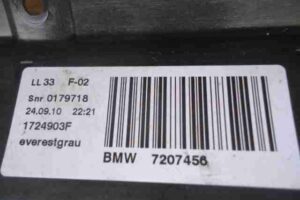 LL 33 F-02
Snr 0179718
24.09.10 22:21
1724903F
everestgrau
BMW 7207456